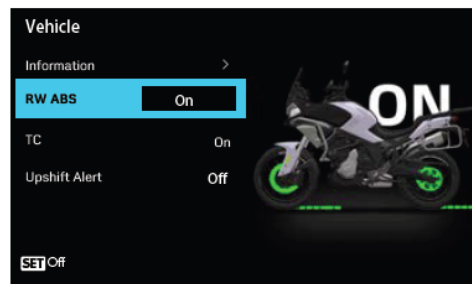 Vehicle
Information >
RW ABS On
ON
TC On
Upshift Alert Off
SET Off